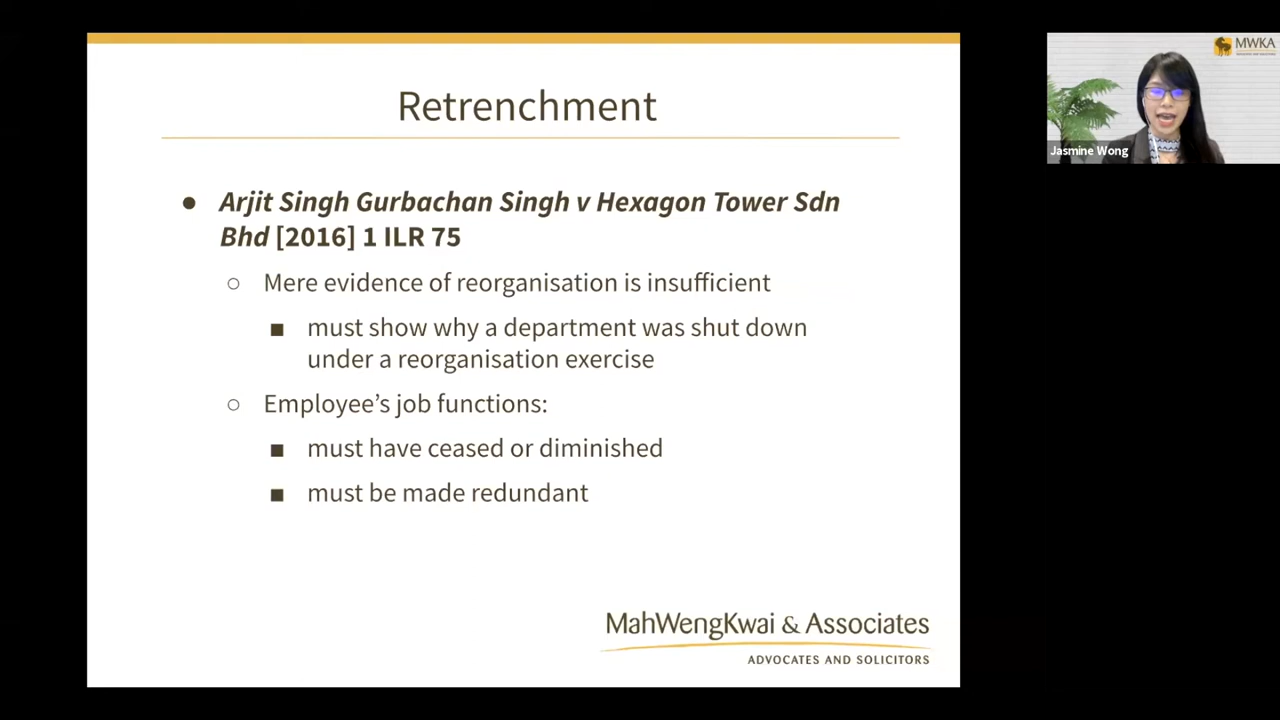 Retrenchment
● Arjit Singh Gurbachan Singh v Hexagon Tower Sdn
Bhd [2016] 1 ILR 75
○ Mere evidence of reorganisation is insufficient
■ must show why a department was shut down
under a reorganisation exercise
○ Employee’s job functions:
■ must have ceased or diminished
■ must be made redundant
MahWengKwai & Associates
ADVOCATES AND SOLICITORS
MWKA
Jasmine Wong